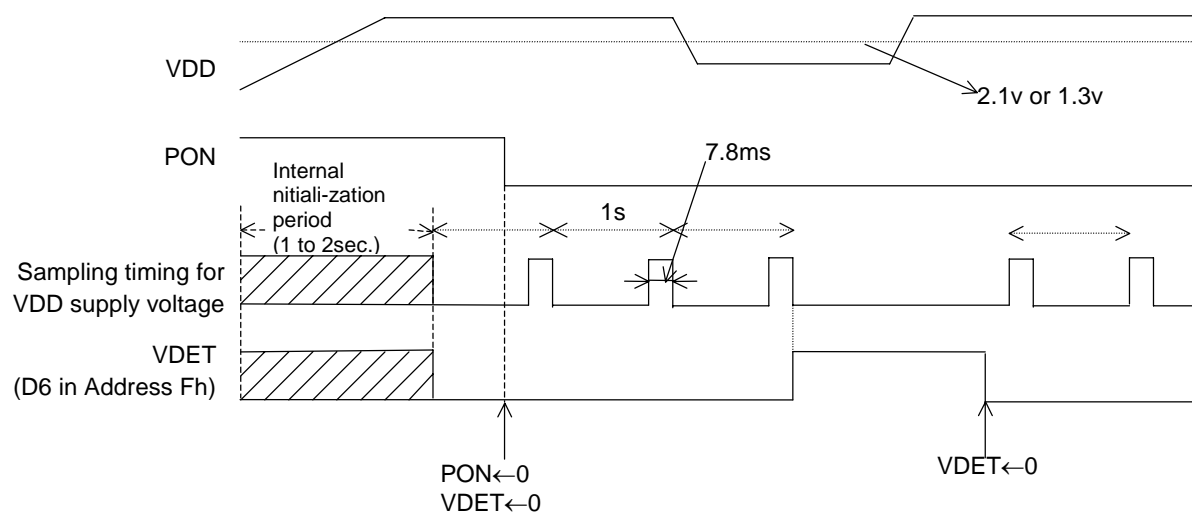 VDD
2.1v or 1.3v
PON
7.8ms
Internal
nitiali-zation
period
(1 to 2sec.)
1s
Sampling timing for
VDD supply voltage
VDET
(D6 in Address Fh)
PON←0
VDET←0
VDET←0